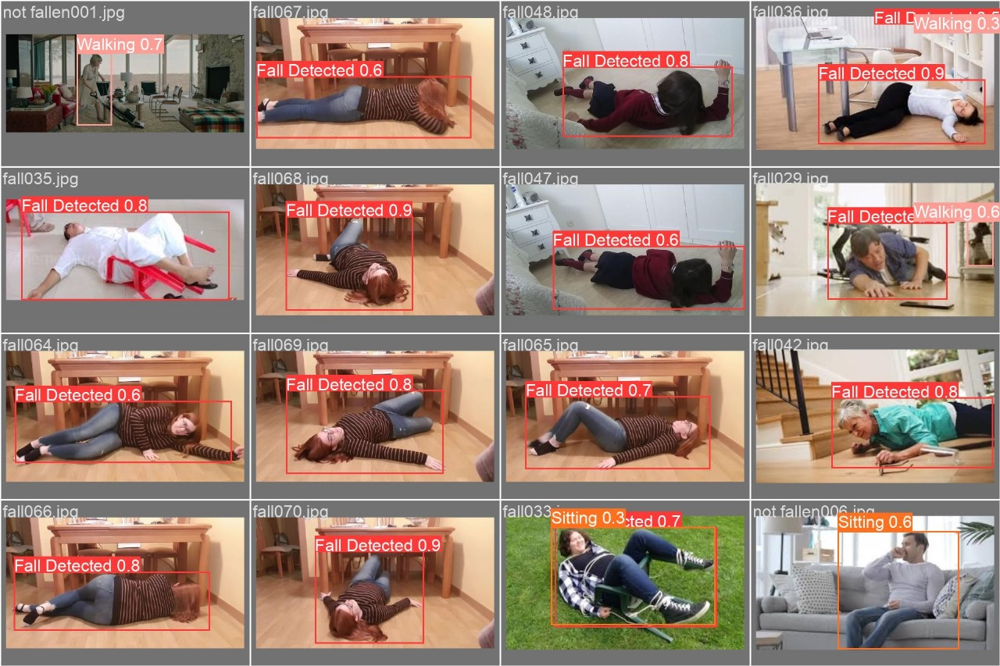 not fallen001.jpg
Walking 0.7
fall067.jpg
Fall Detected 0.6
fall048.jpg
Fall Detected 0.8
fall036.jpg
Fall
Walking 0.3
Fall Detected 0.9
fall035.jpg
Fall Detected 0.8
fall068.jpg
Fall Detected 0.9
fall047.jpg
Fall Detected 0.6
fall029.jpg
Fall Detecte
Walking 0.6
fall064.jpg
Fall Detected 0.6
fall069.jpg
Fall Detected 0.8
fall065.jpg
Fall Detected 0.7
fall042.jpg
Fall Detected 0.8
fall066.jpg
Fall Detected 0.8
fall070.jpg
Fall Detected 0.9
fall033.j
Sitting 0.3
cted 0.7
not fallen006.jpg
Sitting 0.6